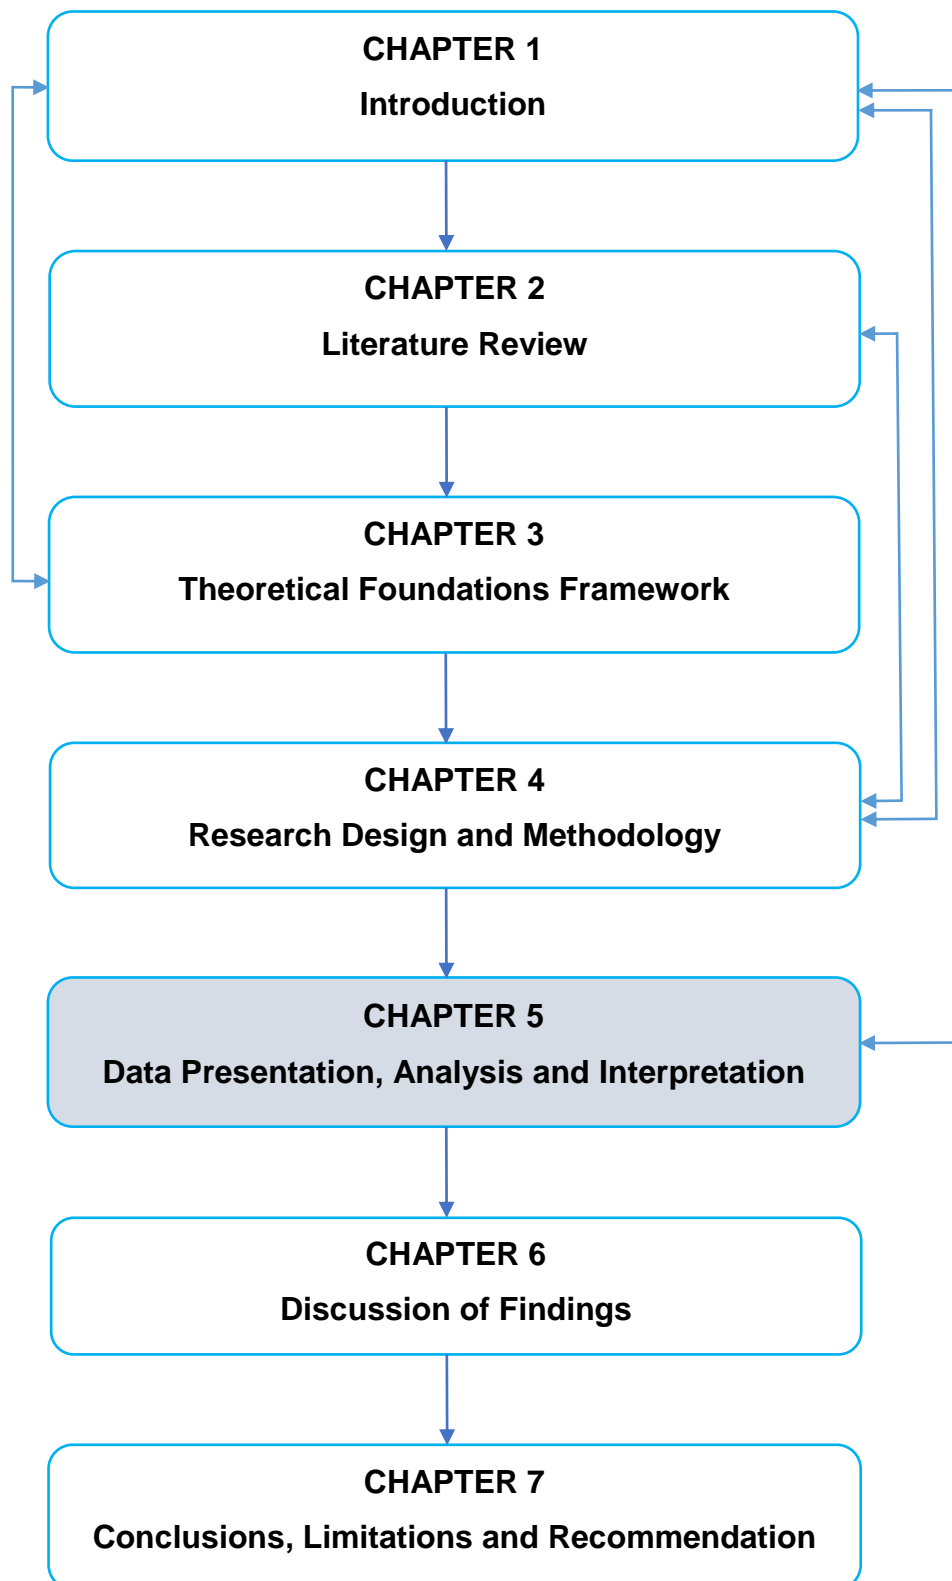 CHAPTER 1
Introduction
CHAPTER 2
Literature Review
CHAPTER 3
Theoretical Foundations Framework
CHAPTER 4
Research Design and Methodology
CHAPTER 5
Data Presentation, Analysis and Interpretation
CHAPTER 6
Discussion of Findings
CHAPTER 7
Conclusions, Limitations and Recommendation